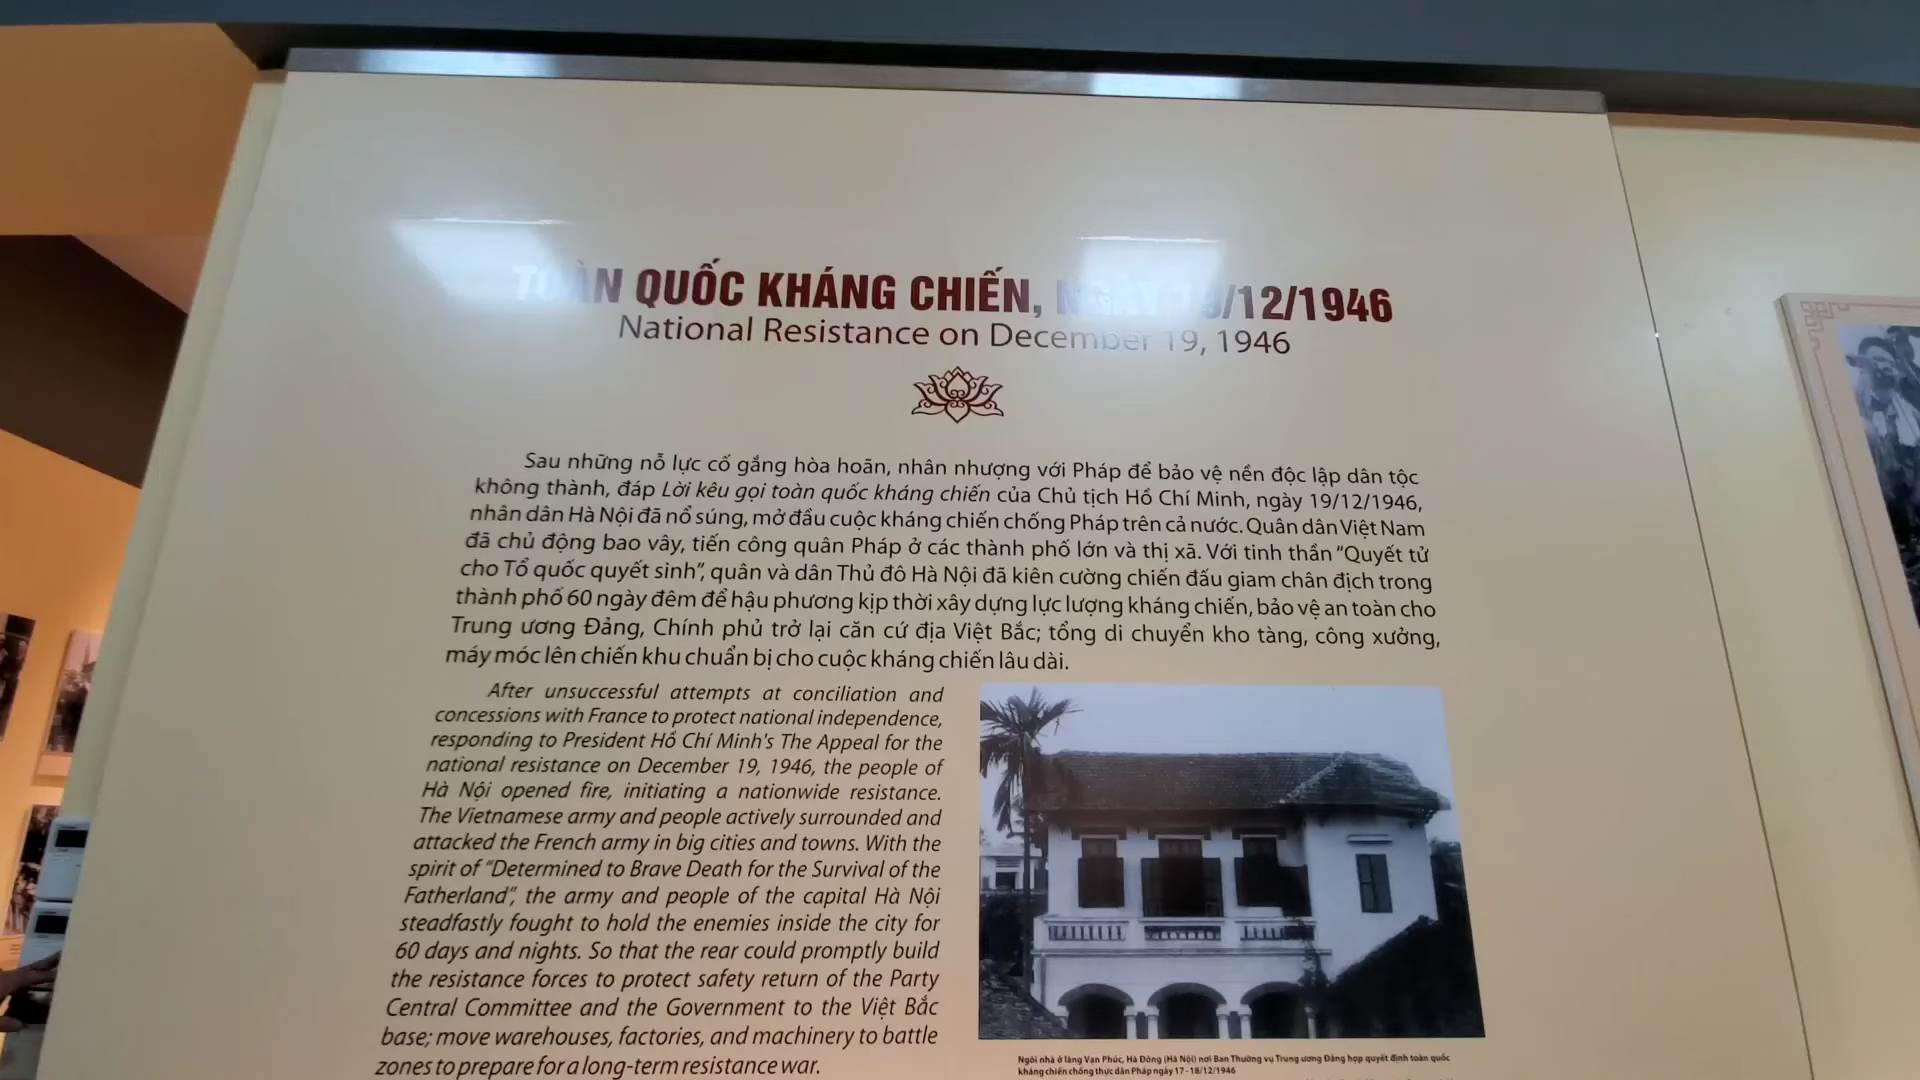 TOÀN QUỐC KHÁNG CHIẾN, NGÀY 19/12/1946
National Resistance on December 19, 1946
Sau những nỗ lực cố gắng hòa hoãn, nhân nhượng với Pháp để bảo vệ nền độc lập dân tộc
không thành, đáp Lời kêu gọi toàn quốc kháng chiến của Chủ tịch Hồ Chí Minh, ngày 19/12/1946,
nhân dân Hà Nội đã nổ súng, mở đầu cuộc kháng chiến chống Pháp trên cả nước. Quân dân Việt Nam
đã chủ động bao vây, tiến công quân Pháp ở các thành phố lớn và thị xã. Với tinh thần “Quyết tử
cho Tổ quốc quyết sinh”, quân và dân Thủ đô Hà Nội đã kiên cường chiến đấu giam chân địch trong
thành phố 60 ngày đêm để hậu phương kịp thời xây dựng lực lượng kháng chiến, bảo vệ an toàn cho
Trung ương Đảng, Chính phủ trở lại căn cứ địa Việt Bắc; tổng di chuyển kho tàng, công xưởng,
máy móc lên chiến khu chuẩn bị cho cuộc kháng chiến lâu dài.
After unsuccessful attempts at conciliation and
concessions with France to protect national independence,
responding to President Hồ Chí Minh's The Appeal for the
national resistance on December 19, 1946, the people of
Hà Nội opened fire, initiating a nationwide resistance.
The Vietnamese army and people actively surrounded and
attacked the French army in big cities and towns. With the
spirit of “Determined to Brave Death for the Survival of the
Fatherland”, the army and people of the capital Hà Nội
steadfastly fought to hold the enemies inside the city for
60 days and nights. So that the rear could promptly build
the resistance forces to protect safety return of the Party
Central Committee and the Government to the Việt Bắc
base; move warehouses, factories, and machinery to battle
zones to prepare for a long-term resistance war.
Ngôi nhà ở làng Vạn Phúc, Hà Đông (Hà Nội) nơi Ban Thường vụ Trung ương Đảng họp quyết định toàn quốc
kháng chiến chống thực dân Pháp ngày 17 - 18/12/1946